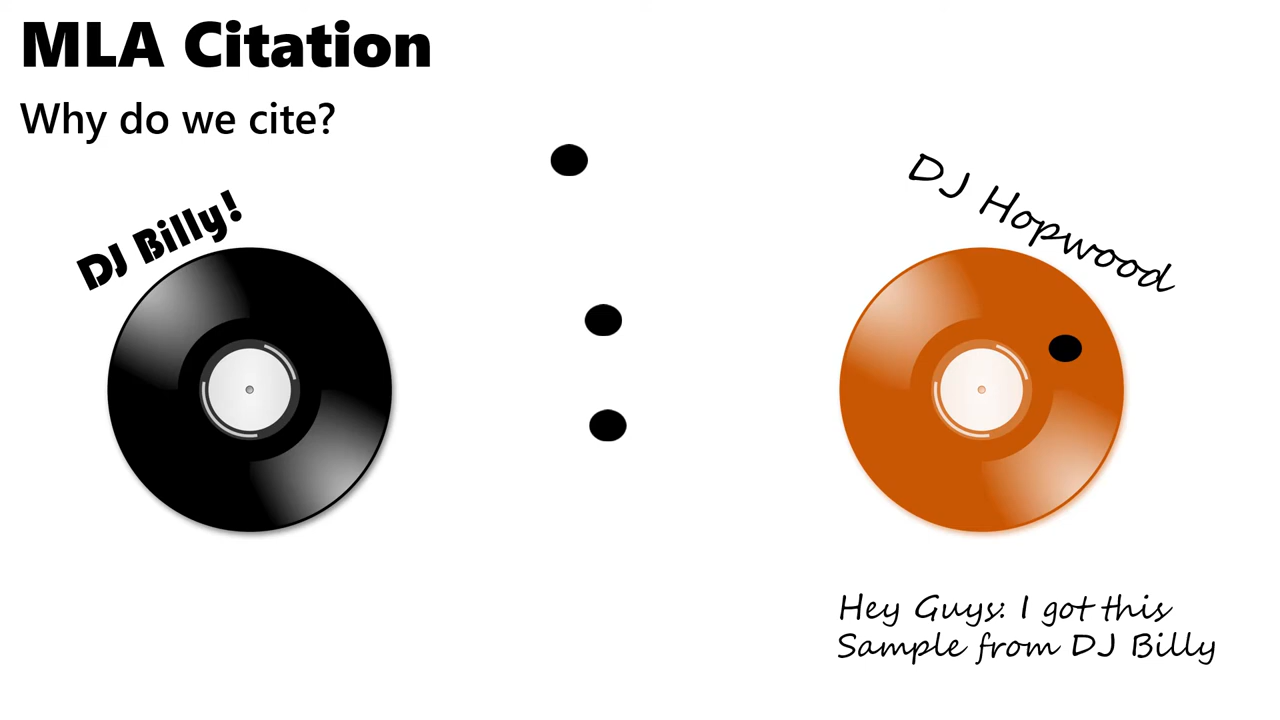 MLA Citation
Why do we cite?
DJ Billy!
DJ Hopwood
Hey Guys: I got this
Sample from DJ Billy